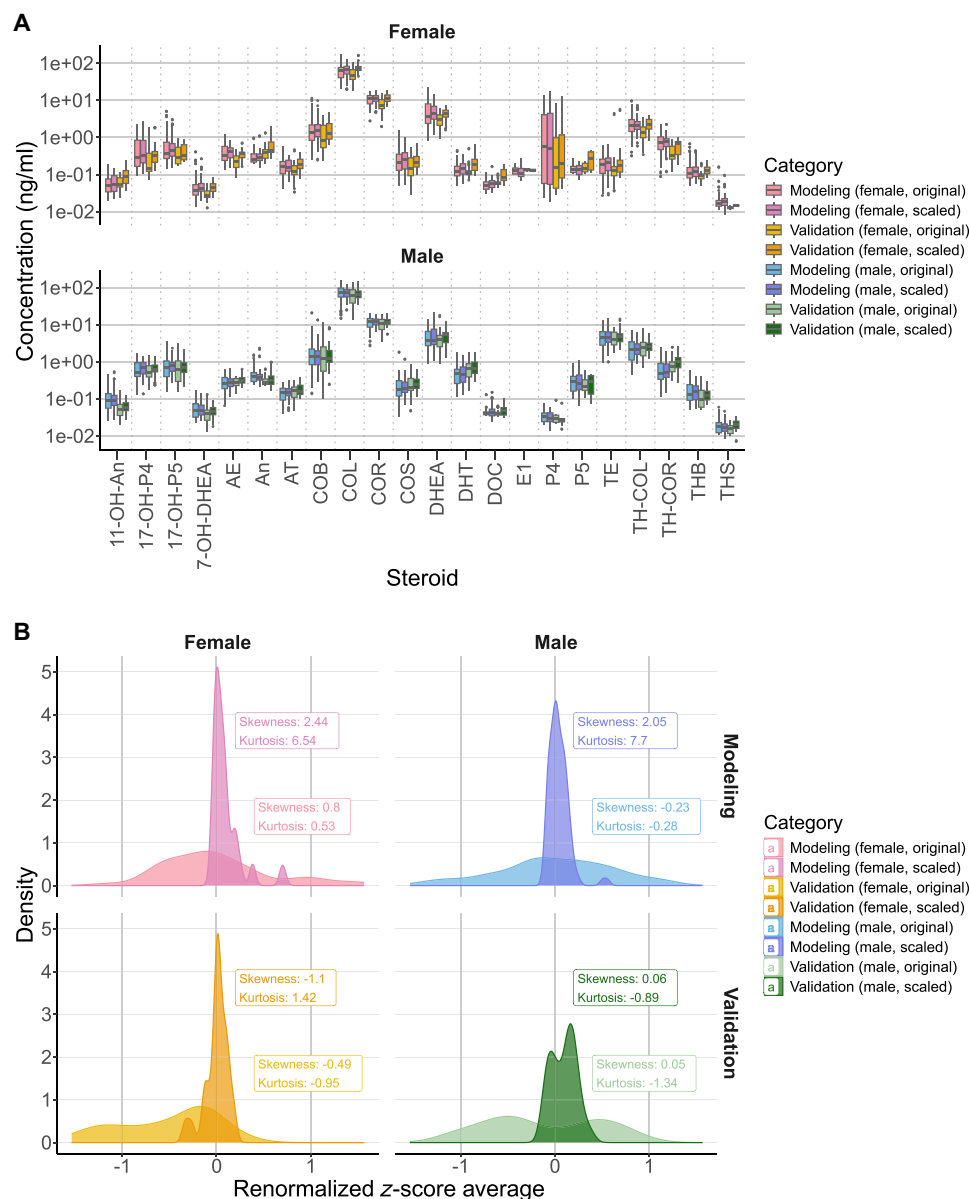 A
Female
1e+02
1e+01
1e+00
1e-01
1e-02
Male
1e+02
1e+01
1e+00
1e-01
1e-02
Concentration (ng/ml)
11-OH-An
17-OH-P4
17-OH-P5
7-OH-DHEA
AE
An
AT
COB
COL
COR
COS
DHEA
DHT
DOC
E1
P4
P5
TE
TH-COL
TH-COR
THB
THS
Steroid
Category
Modeling (female, original)
Modeling (female, scaled)
Validation (female, original)
Validation (female, scaled)
Modeling (male, original)
Modeling (male, scaled)
Validation (male, original)
Validation (male, scaled)
B
Female
Male
5
4
3
2
1
0
Skewness: 2.44
Kurtosis: 6.54
Skewness: 0.8
Kurtosis: 0.53
Skewness: 2.05
Kurtosis: 7.7
Skewness: -0.23
Kurtosis: -0.28
Modeling
Density
5
4
3
2
1
0
Skewness: -1.1
Kurtosis: 1.42
Skewness: -0.49
Kurtosis: -0.95
Skewness: 0.06
Kurtosis: -0.89
Skewness: 0.05
Kurtosis: -1.34
Validation
-1 0 1
-1 0 1
Renormalized z-score average
Category
a Modeling (female, original)
a Modeling (female, scaled)
a Validation (female, original)
a Validation (female, scaled)
a Modeling (male, original)
a Modeling (male, scaled)
a Validation (male, original)
a Validation (male, scaled)